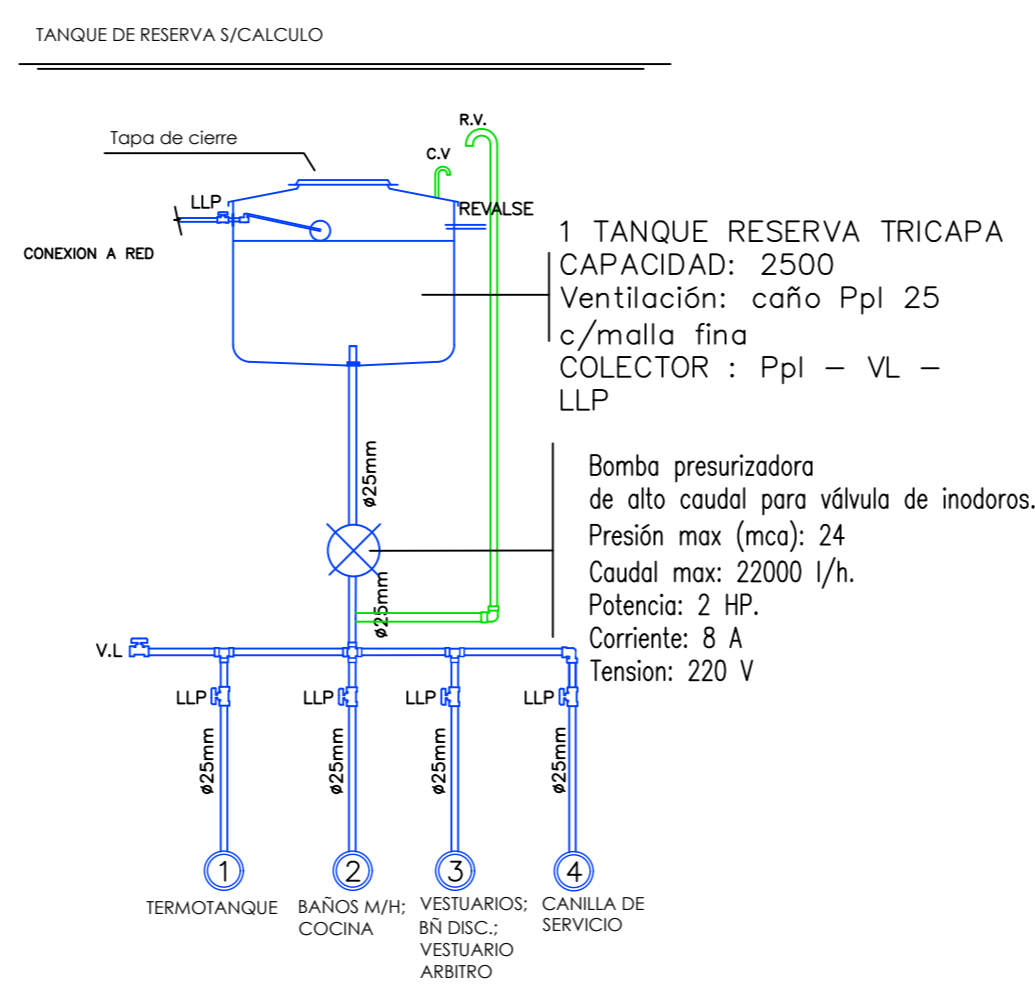 TANQUE DE RESERVA S/CALCULO
R.V.
Tapa de cierre
C.V
LLP
REVALSE
CONEXION A RED
1 TANQUE RESERVA TRICAPA
CAPACIDAD: 2500
Ventilación: caño Ppl 25
c/malla fina
COLECTOR : Ppl – VL –
LLP
ø25mm
Bomba presurizadora
de alto caudal para válvula de inodoros.
Presión max (mca): 24
Caudal max: 22000 l/h.
Potencia: 2 HP.
Corriente: 8 A
Tension: 220 V
ø25mm
V.L
LLP
LLP
LLP
LLP
ø25mm
ø25mm
ø25mm
ø25mm
1
2
3
4
TERMOTANQUE
BAÑOS M/H;
COCINA
VESTUARIOS;
BÑ DISC.;
VESTUARIO
ARBITRO
CANILLA DE
SERVICIO